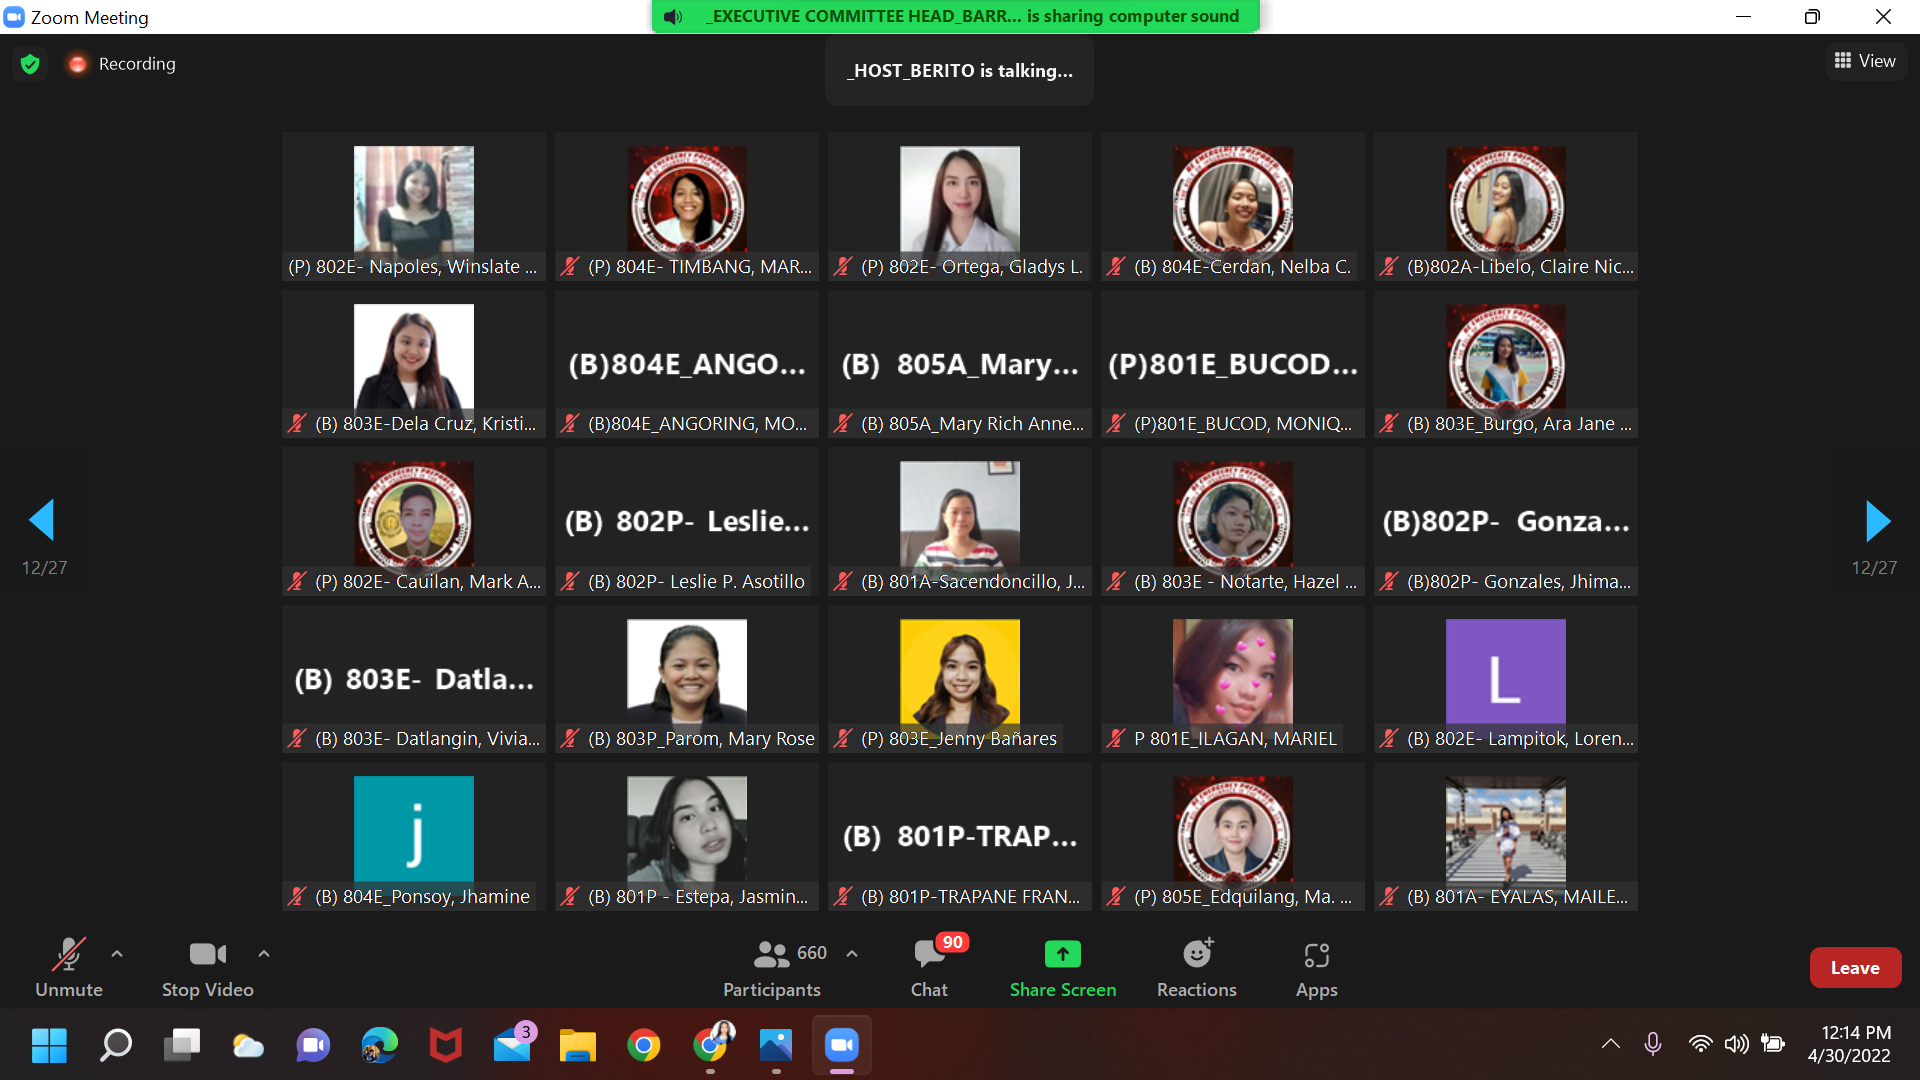 Zoom Meeting
_EXECUTIVE COMMITTEE HEAD_BARR... is sharing computer sound
Recording
_HOST_BERITO is talking...
View
(P) 802E- Napoles, Winslate ...
(P) 804E- TIMBANG, MAR...
(P) 802E- Ortega, Gladys L.
(B) 804E-Cerdan, Nelba C.
(B)802A-Libelo, Claire Nic...
(B) 803E-Dela Cruz, Kristi...
(B)804E_ANGO...
(B)804E_ANGORING, MO...
(B) 805A_Mary...
(B) 805A_Mary Rich Anne...
(P)801E_BUCOD...
(P)801E_BUCOD, MONIQ...
(B) 803E_Burgo, Ara Jane ...
12/27
(P) 802E- Cauilan, Mark A...
(B) 802P- Leslie...
(B) 802P- Leslie P. Asotillo
(B) 801A-Sacendoncillo, J...
(B) 803E - Notarte, Hazel ...
(B)802P- Gonza...
(B)802P- Gonzales, Jhima...
12/27
(B) 803E- Datla...
(B) 803E- Datlangin, Vivia...
(B) 803P_Parom, Mary Rose
(P) 803E_Jenny Bañares
P 801E_ILAGAN, MARIEL
L
(B) 802E- Lampitok, Loren...
j
(B) 804E_Ponsoy, Jhamine
(B) 801P - Estepa, Jasmin...
(B) 801P-TRAP...
(B) 801P-TRAPANE FRAN...
(P) 805E_Edquilang, Ma. ...
(B) 801A- EYALAS, MAILE...
Unmute
Stop Video
660
Participants
90
Chat
Share Screen
Reactions
Apps
Leave
3
12:14 PM
4/30/2022